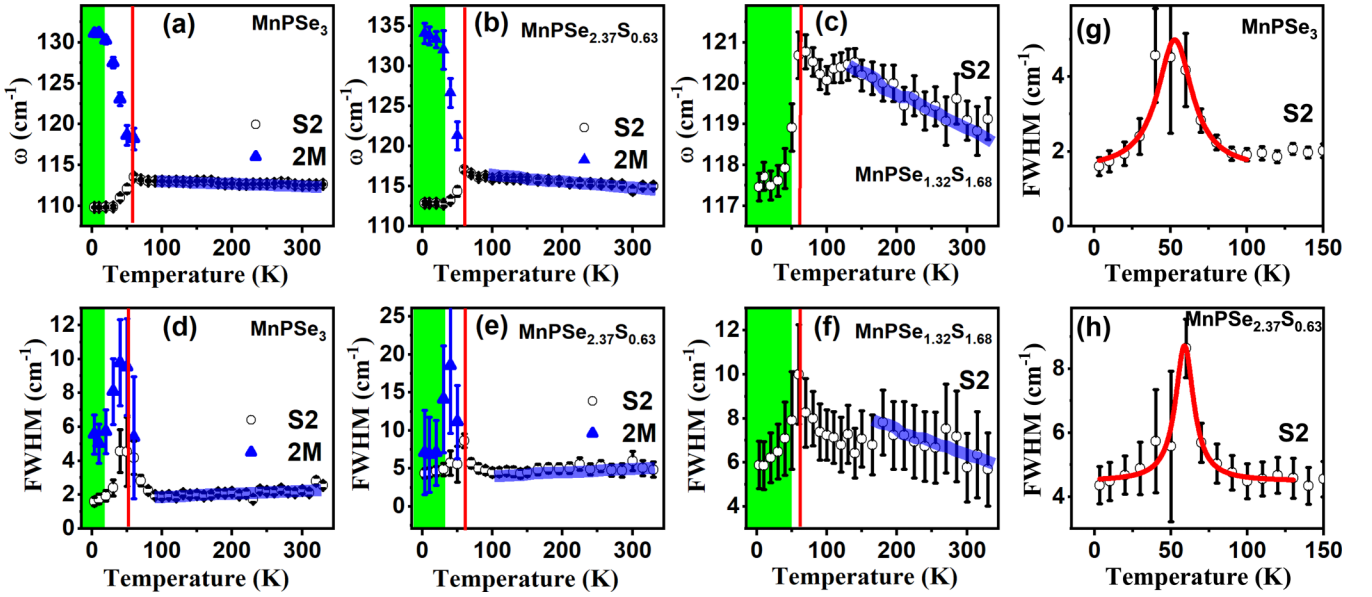 (a) MnPSe3
ω (cm-1)
130
125
120
115
110
S2
2M
0 100 200 300
Temperature (K)
(b) MnPSe2.37S0.63
ω (cm-1)
135
130
125
120
115
110
S2
2M
0 100 200 300
Temperature (K)
(c)
ω (cm-1)
121
120
119
118
117
S2
MnPSe1.32S1.68
0 100 200 300
Temperature (K)
(g) MnPSe3
FWHM (cm-1)
4
2
0
S2
0 25 50 75 100 125 150
Temperature (K)
(d) MnPSe3
FWHM (cm-1)
12
10
8
6
4
2
0
S2
2M
0 100 200 300
Temperature (K)
(e) MnPSe2.37S0.63
FWHM (cm-1)
25
20
15
10
5
0
S2
2M
0 100 200 300
Temperature (K)
(f) MnPSe1.32S1.68
FWHM (cm-1)
12
10
8
6
4
S2
0 100 200 300
Temperature (K)
(h) MnPSe2.37S0.63
FWHM (cm-1)
8
6
4
S2
0 25 50 75 100 125 150
Temperature (K)